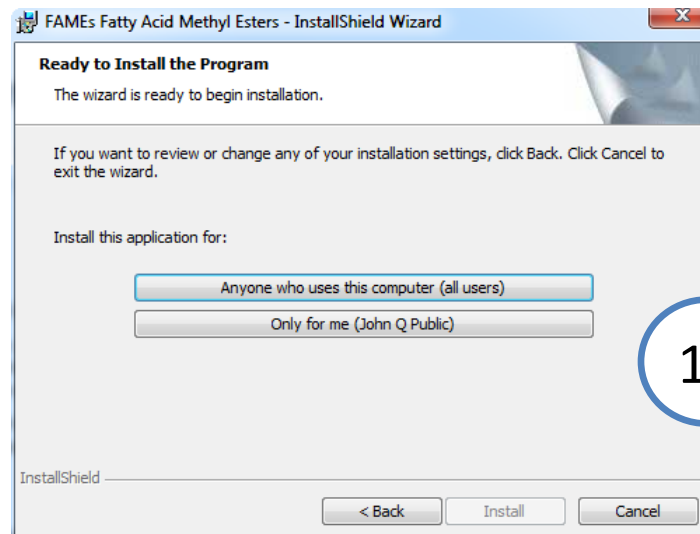 FAMEs Fatty Acid Methyl Esters - InstallShield Wizard
X
Ready to Install the Program
The wizard is ready to begin installation.
If you want to review or change any of your installation settings, click Back. Click Cancel to
exit the wizard.
Install this application for:
Anyone who uses this computer (all users)
Only for me (John Q Public)
1
InstallShield
< Back
Install
Cancel